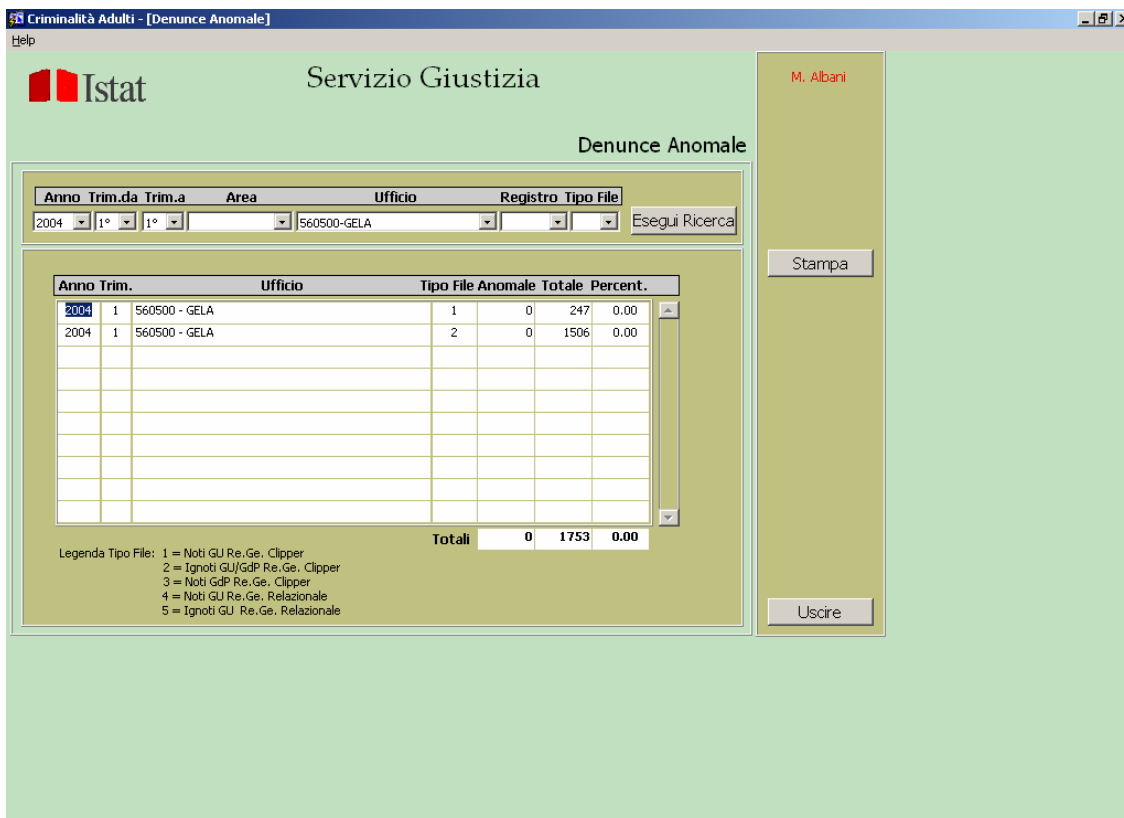 Criminalità Adulti - [Denunce Anomale]
Help
Istat
Servizio Giustizia
M. Albani
Denunce Anomale
Anno Trim.da Trim.a Area Ufficio Registro Tipo File
2004 1° 1° 560500-GELA Esegui Ricerca
Stampa
Anno Trim. Ufficio Tipo File Anomale Totale Percent.
2004 1 560500 - GELA 1 0 247 0.00
2004 1 560500 - GELA 2 0 1506 0.00
Totali 0 1753 0.00
Legenda Tipo File: 1 = Noti GU Re.Ge. Clipper
2 = Ignoti GU/GdP Re.Ge. Clipper
3 = Noti GdP Re.Ge. Clipper
4 = Noti GU Re.Ge. Relazionale
5 = Ignoti GU Re.Ge. Relazionale
Uscire